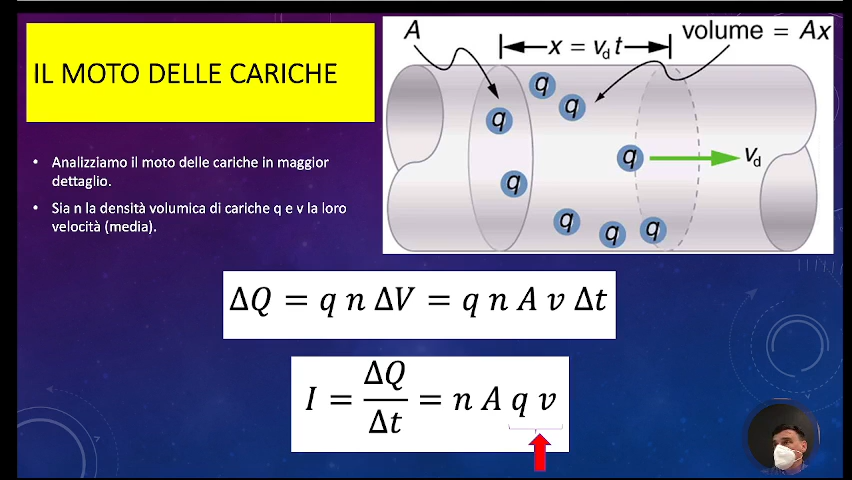 IL MOTO DELLE CARICHE
• Analizziamo il moto delle cariche in maggior
dettaglio.
• Sia n la densità volumica di cariche q e v la loro
velocità (media).
A
x = v_d t
volume = Ax
q
q
q
q
v_d
q
q
q
q
ΔQ = q n ΔV = q n A v Δt
I = ΔQ/Δt = n A q v